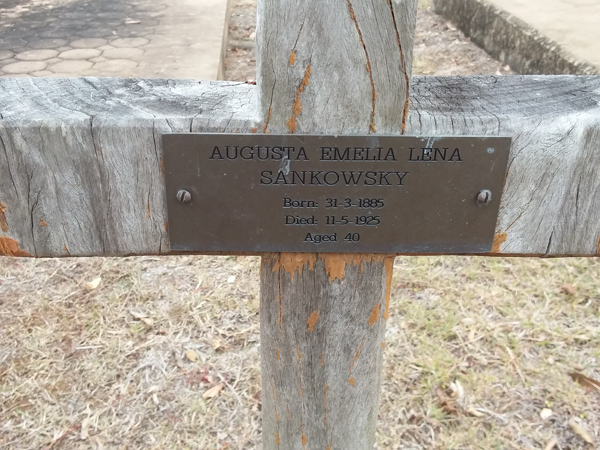 AUGUSTA EMELIA LENA
SANKOWSKY
Born: 31-3-1885
Died: 11-5-1925
Aged 40